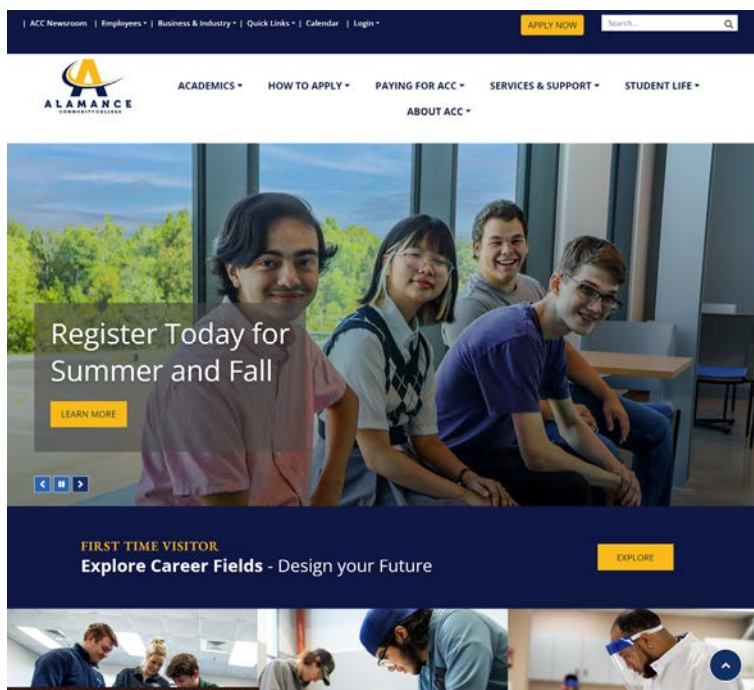 | ACC Newsroom | Employees | Business & Industry | Quick Links | Calendar | Login
APPLY NOW
Search...
ALAMANCE
COMMUNITY COLLEGE
ACADEMICS
HOW TO APPLY
PAYING FOR ACC
SERVICES & SUPPORT
STUDENT LIFE
ABOUT ACC
Register Today for
Summer and Fall
LEARN MORE
FIRST TIME VISITOR
Explore Career Fields - Design your Future
EXPLORE